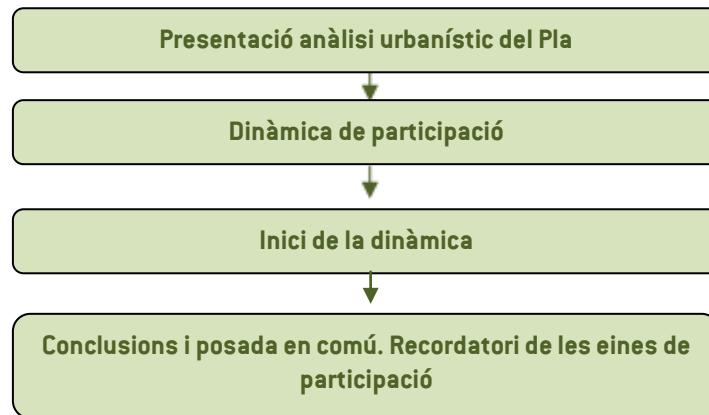 Presentació anàlisi urbanístic del Pla
Dinàmica de participació
Inici de la dinàmica
Conclusions i posada en comú. Recordatori de les eines de
participació